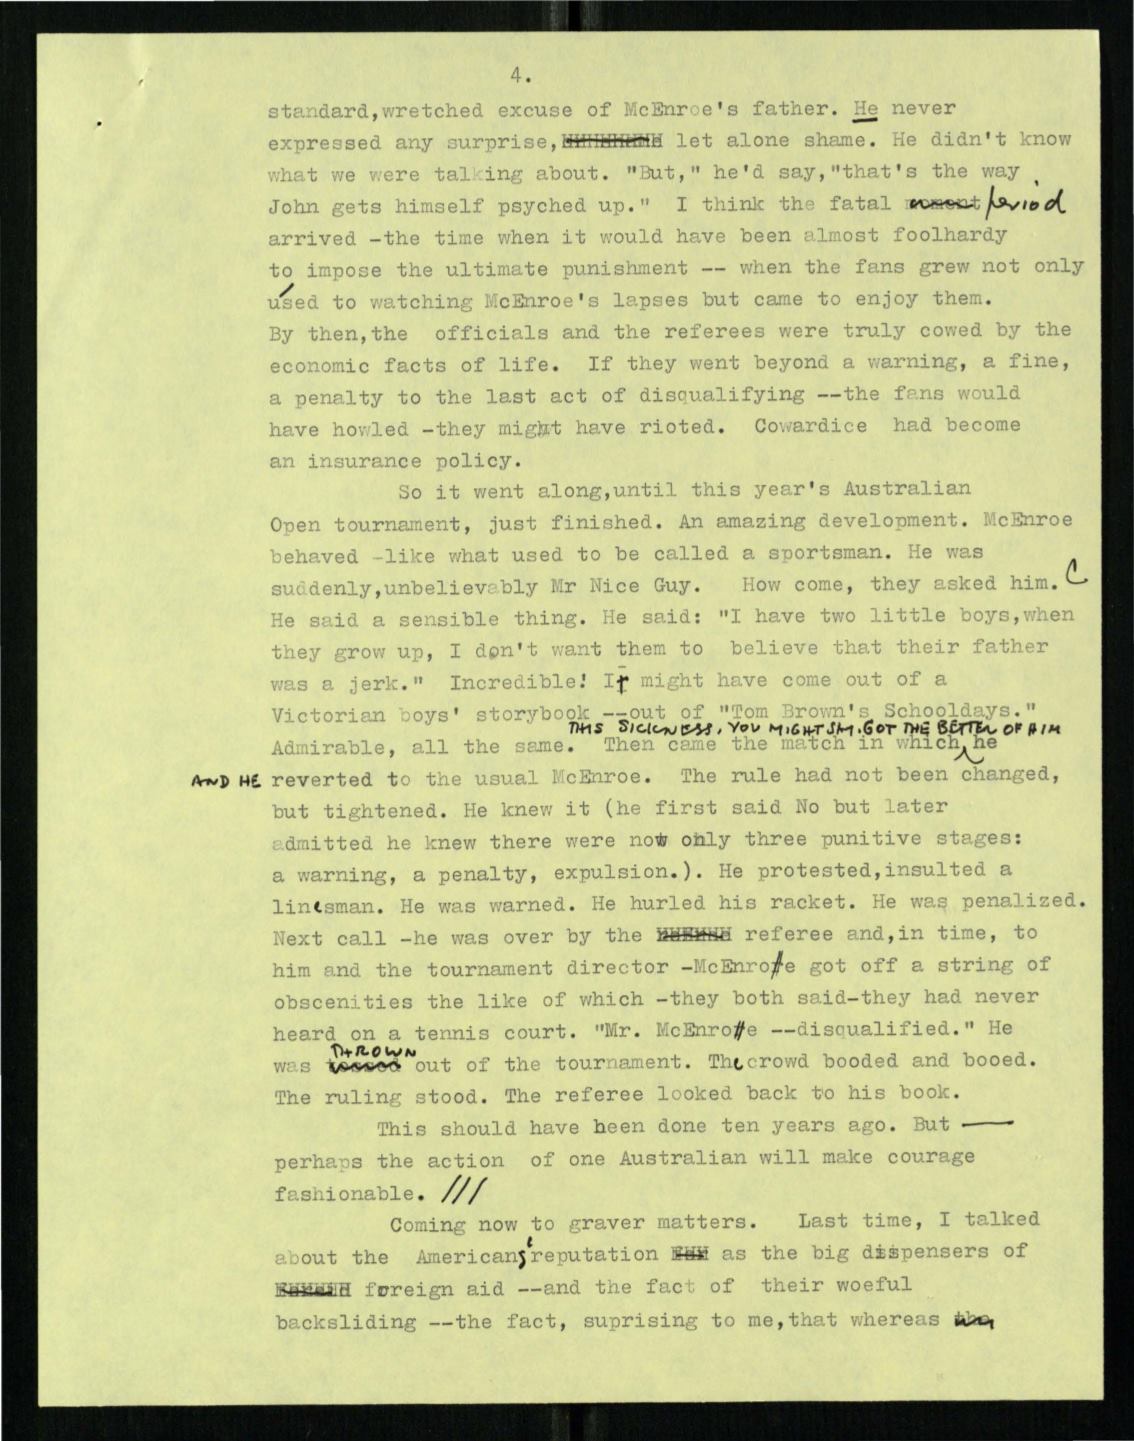 4.
standard,wretched excuse of McEnroe's father. He never
expressed any surprise, let alone shame. He didn't know
what we were talking about. "But," he'd say,"that's the way
John gets himself psyched up." I think the fatal moment period
arrived -the time when it would have been almost foolhardy
to impose the ultimate punishment -- when the fans grew not only
used to watching McEnroe's lapses but came to enjoy them.
By then,the officials and the referees were truly cowed by the
economic facts of life. If they went beyond a warning, a fine,
a penalty to the last act of disqualifying --the fans would
have howled -they might have rioted. Cowardice had become
an insurance policy.
So it went along,until this year's Australian
Open tournament, just finished. An amazing development. McEnroe
behaved -like what used to be called a sportsman. He was
suddenly,unbelievably Mr Nice Guy. How come, they asked him.
He said a sensible thing. He said: "I have two little boys,when
they grow up, I don't want them to believe that their father
was a jerk." Incredible! It might have come out of a
Victorian boys' storybook --out of "Tom Brown's Schooldays."
THIS SICKNESS, YOU MIGHT SAY, GOT THE BETTER OF HIM
Admirable, all the same. Then came the match in which he
AND HE reverted to the usual McEnroe. The rule had not been changed,
but tightened. He knew it (he first said No but later
admitted he knew there were now only three punitive stages:
a warning, a penalty, expulsion.). He protested,insulted a
linesman. He was warned. He hurled his racket. He was penalized.
Next call -he was over by the referee and,in time, to
him and the tournament director -McEnroe got off a string of
obscenities the like of which -they both said-they had never
heard on a tennis court. "Mr. McEnroe --disqualified." He
THROWN
was tossed out of the tournament. The crowd booded and booed.
The ruling stood. The referee looked back to his book.
This should have been done ten years ago. But —
perhaps the action of one Australian will make courage
fashionable. ///
Coming now to graver matters. Last time, I talked
about the Americans' reputation as the big dispensers of
foreign aid --and the fact of their woeful
backsliding --the fact, suprising to me,that whereas the